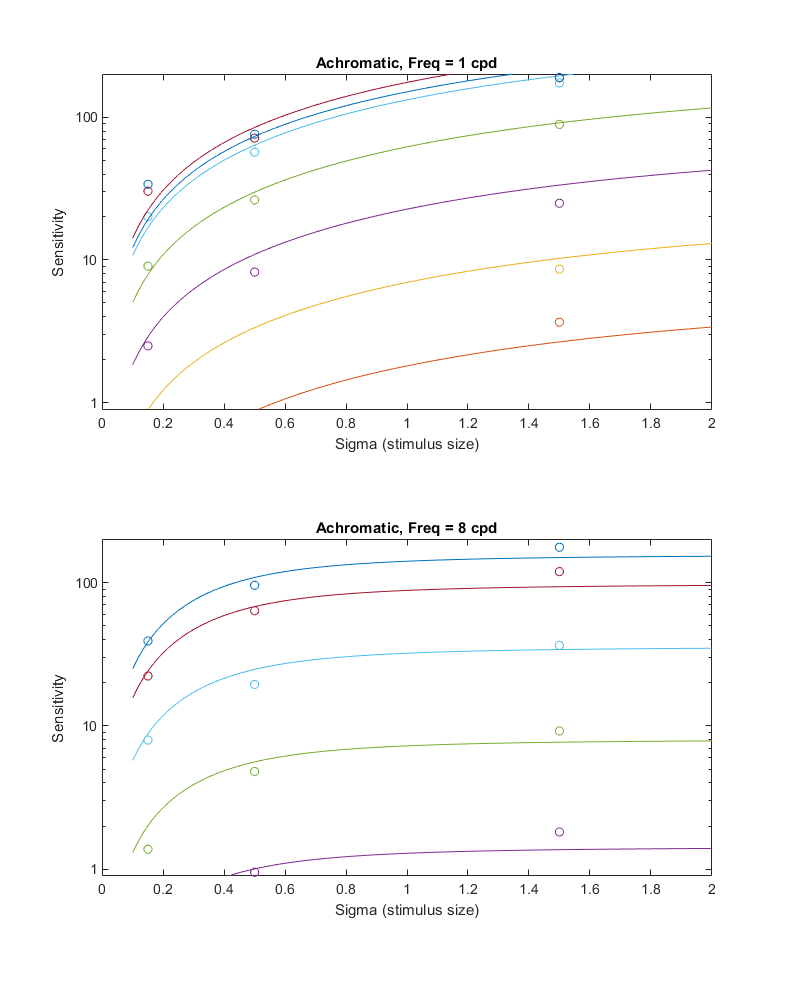 Achromatic, Freq = 1 cpd
Sensitivity
100
10
1
0 0.2 0.4 0.6 0.8 1 1.2 1.4 1.6 1.8 2
Sigma (stimulus size)
Achromatic, Freq = 8 cpd
Sensitivity
100
10
1
0 0.2 0.4 0.6 0.8 1 1.2 1.4 1.6 1.8 2
Sigma (stimulus size)